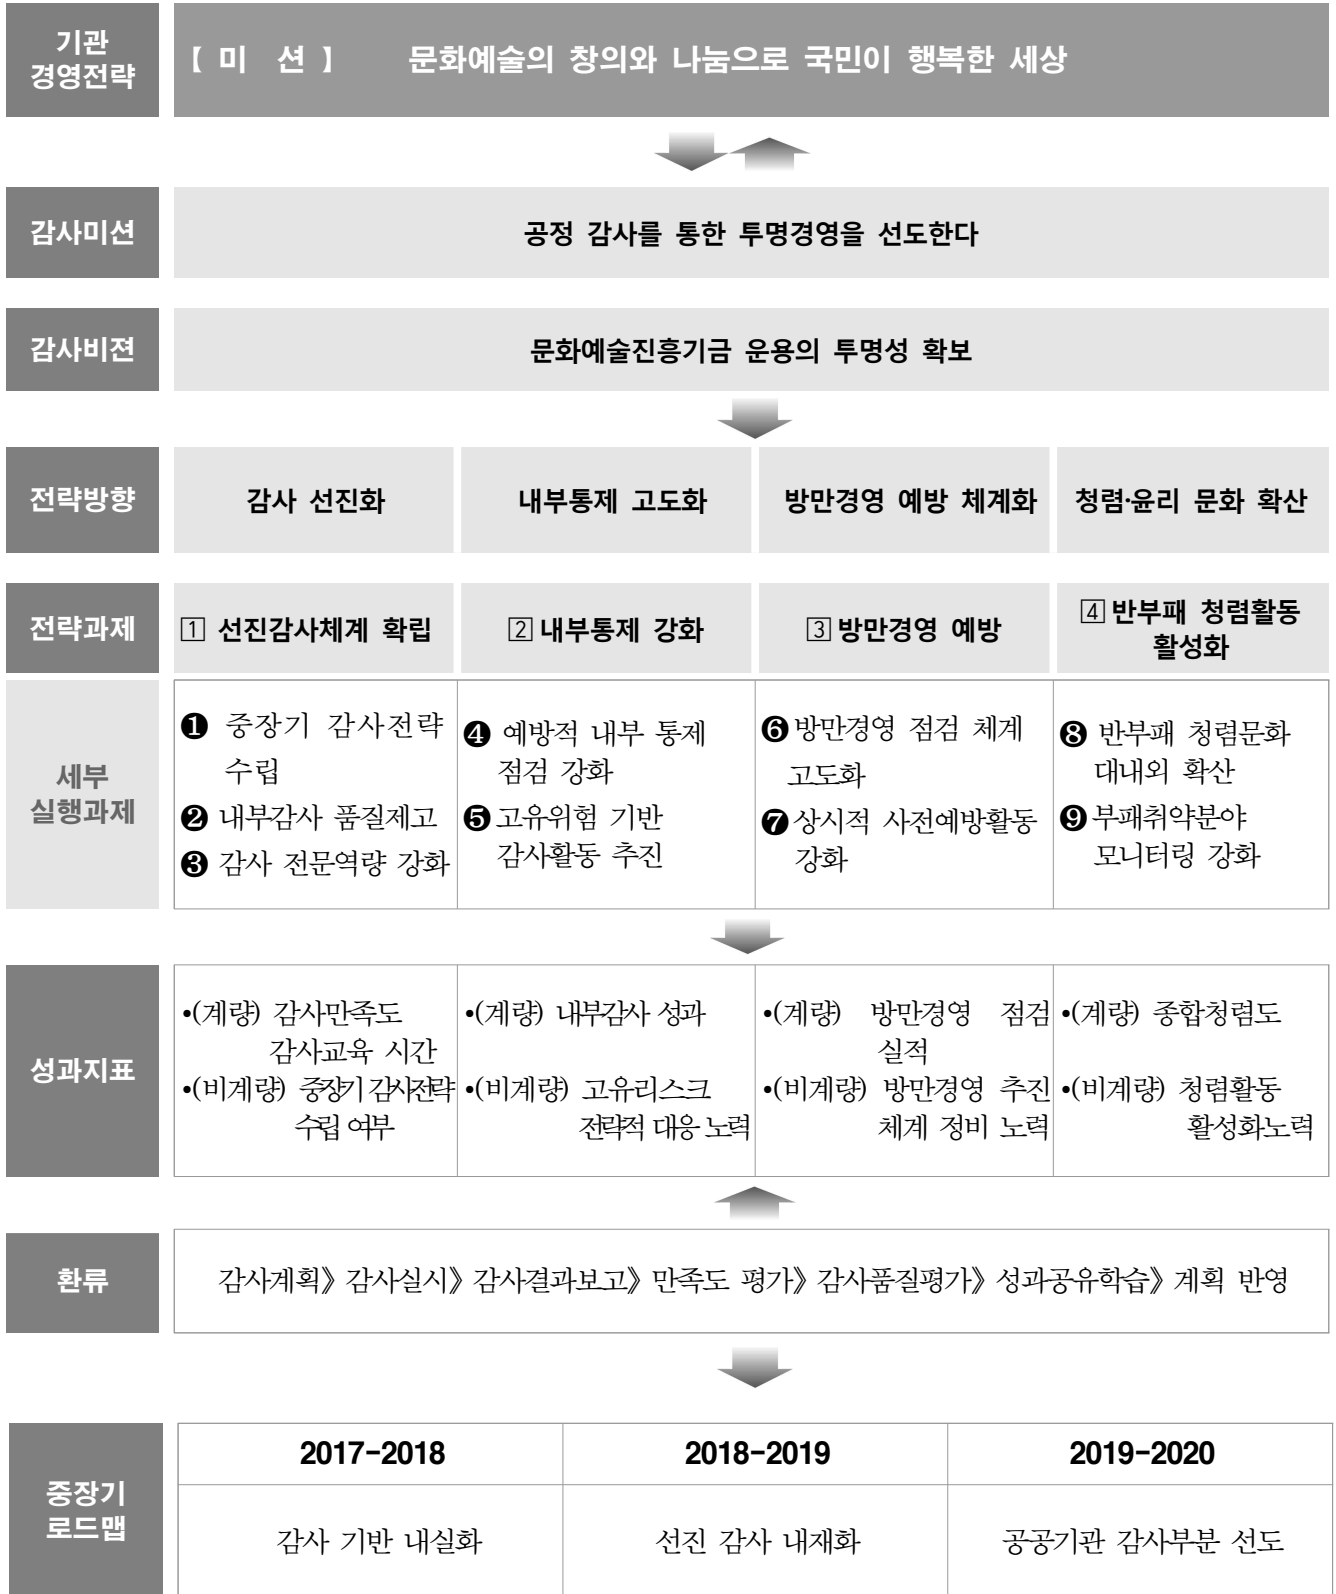 기관
경영전략
【 미 션 】 문화예술의 창의와 나눔으로 국민이 행복한 세상
감사미션
공정 감사를 통한 투명경영을 선도한다
감사비젼
문화예술진흥기금 운용의 투명성 확보
전략방향
감사 선진화
내부통제 고도화
방만경영 예방 체계화
청렴·윤리 문화 확산
전략과제
1 선진감사체계 확립
2 내부통제 강화
3 방만경영 예방
4 반부패 청렴활동
활성화
세부
실행과제
❶ 중장기 감사전략
수립
❷ 내부감사 품질제고
❸ 감사 전문역량 강화
❹ 예방적 내부 통제
점검 강화
❺ 고유위험 기반
감사활동 추진
❻ 방만경영 점검 체계
고도화
❼ 상시적 사전예방활동
강화
❽ 반부패 청렴문화
대내외 확산
❾ 부패취약분야
모니터링 강화
성과지표
•(계량) 감사만족도
감사교육 시간
•(비계량) 중장기 감사전략
수립 여부
•(계량) 내부감사 성과
•(비계량) 고유리스크
전략적 대응 노력
•(계량) 방만경영 점검
실적
•(비계량) 방만경영 추진
체계 정비 노력
•(계량) 종합청렴도
•(비계량) 청렴활동
활성화노력
환류
감사계획》 감사실시》 감사결과보고》 만족도 평가》 감사품질평가》 성과공유학습》 계획 반영
중장기
로드맵
2017-2018
2018-2019
2019-2020
감사 기반 내실화
선진 감사 내재화
공공기관 감사부분 선도